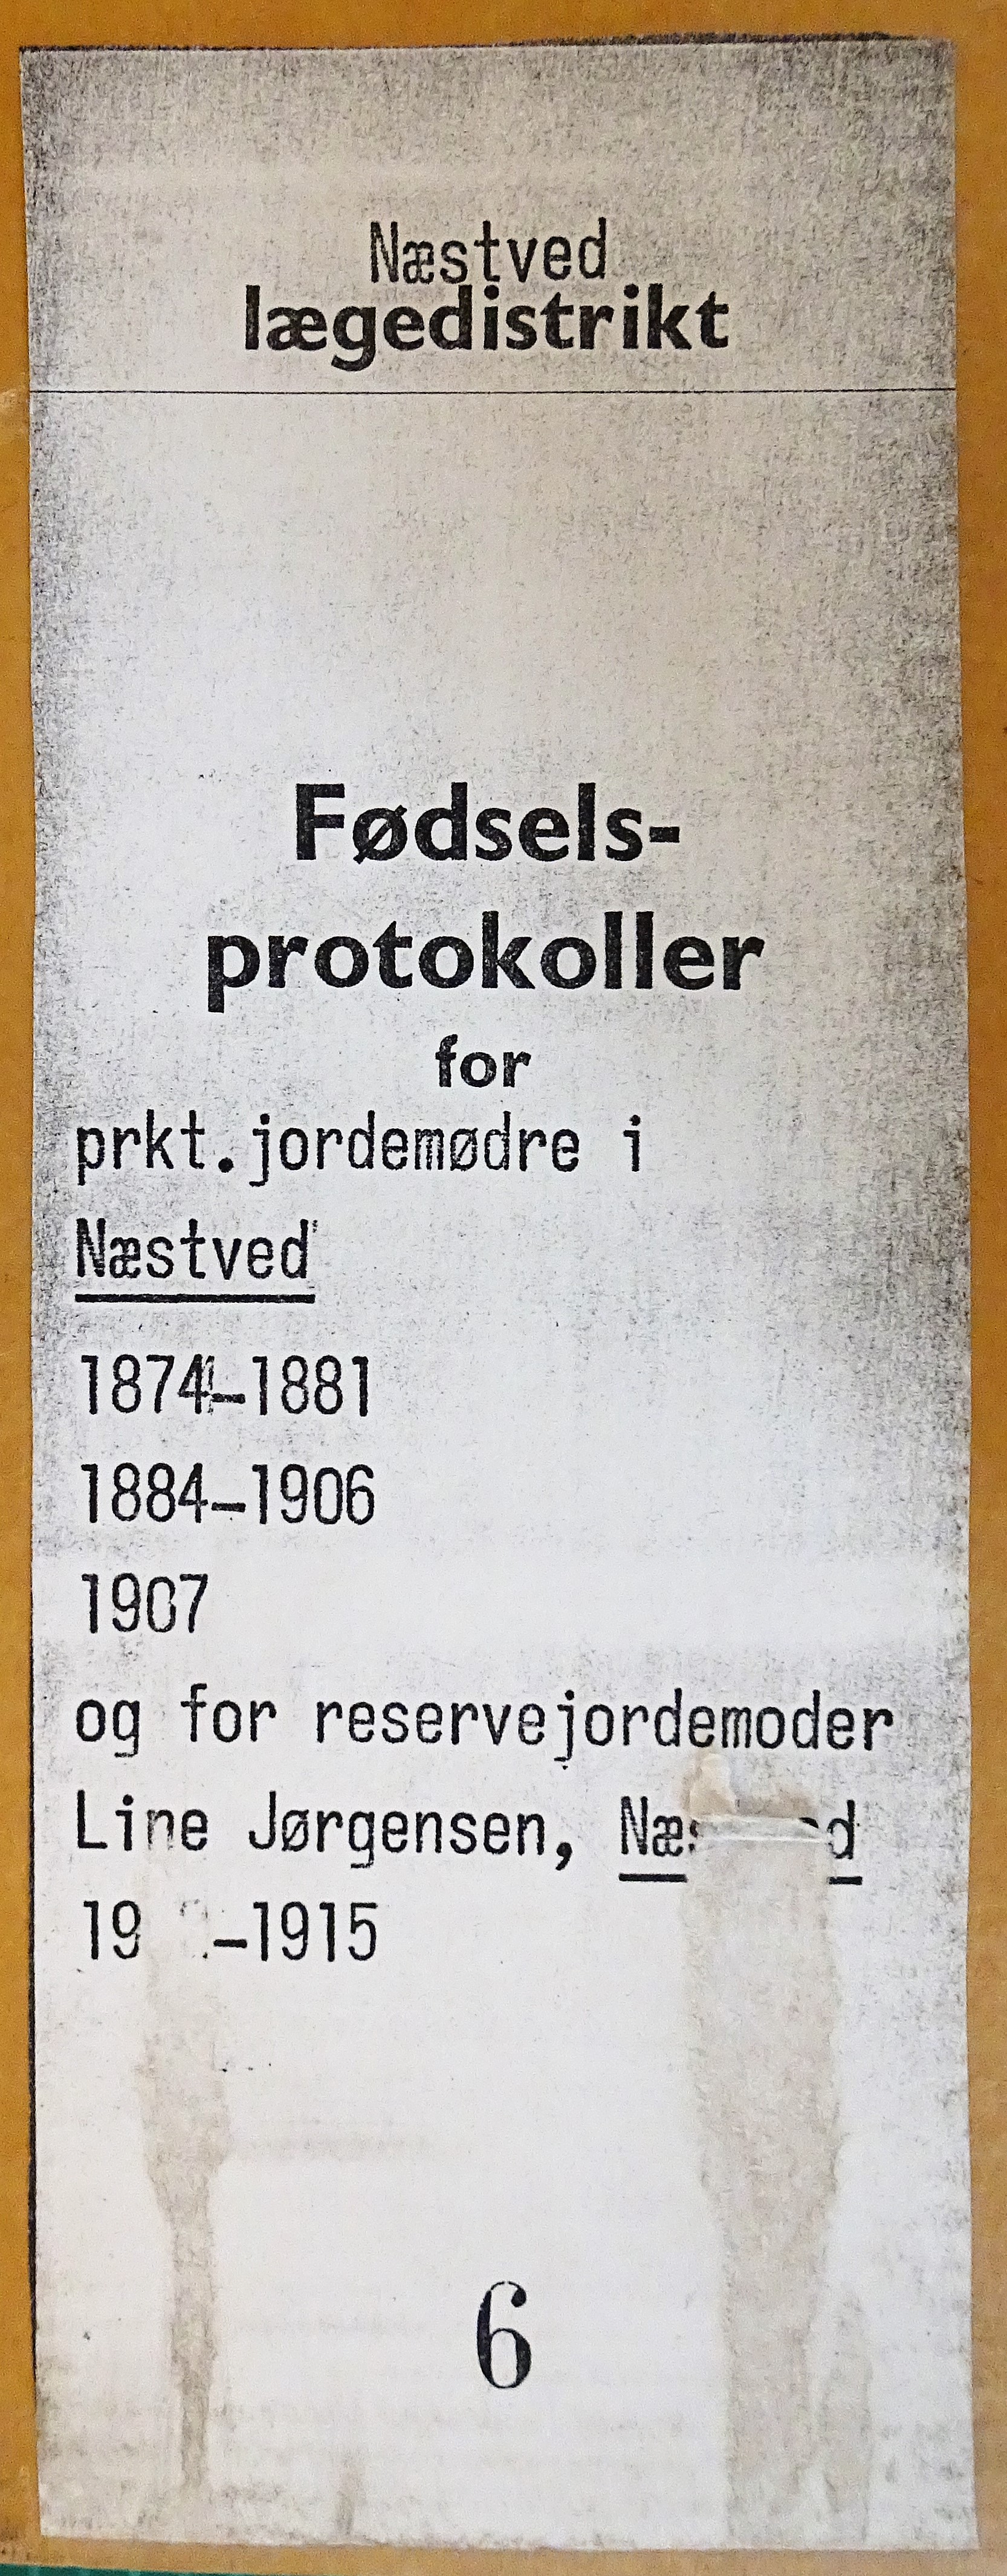 Næstved
lægedistrikt
Fødsels-
protokoller
for
prkt.jordemødre i
Næstved
1874-1881
1884-1906
1907
og for reservejordemoder
Line Jørgensen,
-1915
6